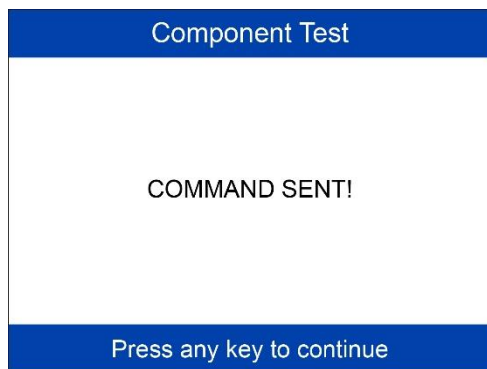 Component Test
COMMAND SENT!
Press any key to continue